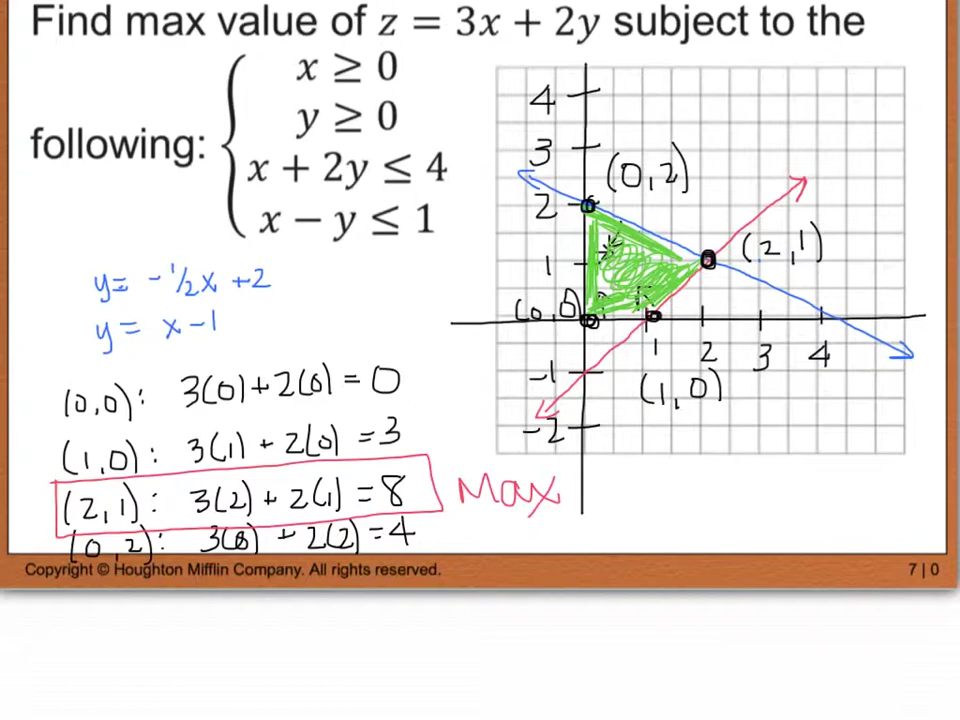 Find max value of z = 3x + 2y subject to the
following: { x ≥ 0
y ≥ 0
x + 2y ≤ 4
x − y ≤ 1
y = -1/2x + 2
y = x - 1
(0,0): 3(0) + 2(0) = 0
(1,0): 3(1) + 2(0) = 3
(2,1): 3(2) + 2(1) = 8 Max
(0,2): 3(0) + 2(2) = 4
4
3
(0,2)
2
1
(2,1)
(0,0)
1 2 3 4
-1
(1,0)
-2
Copyright © Houghton Mifflin Company. All rights reserved. 7 | 0